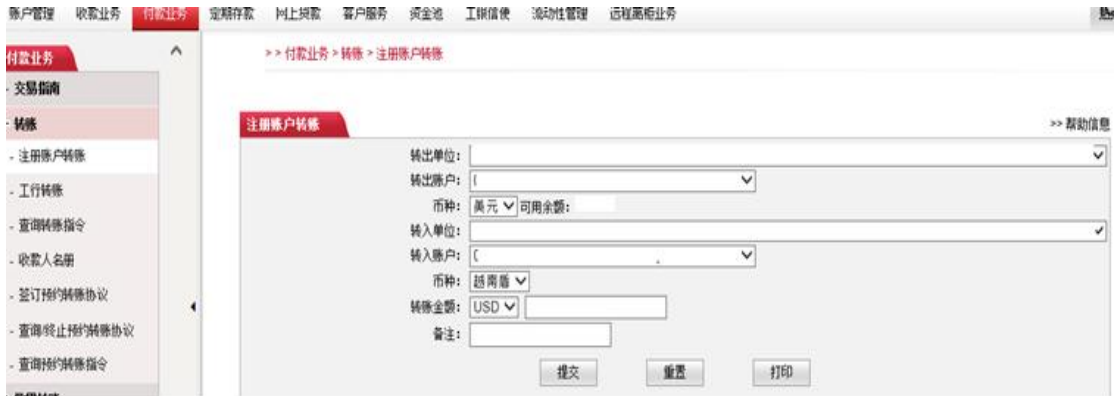 账户管理 收款业务 付款业务 定期存款 网上贷款 客户服务 资金池 工银信使 流动性管理 远程离柜业务
付款业务
>> 付款业务 > 转账 > 注册账户转账
交易指南
- 转账
注册账户转账
>> 帮助信息
- 注册账户转账
转出单位:
转出账户: (
- 工行转账
币种: 美元 可用余额:
- 查询转账指令
转入单位:
- 收款人名册
转入账户: (
币种: 越南盾
- 签订预约转账协议
转账金额: USD
- 查询/终止预约转账协议
备注:
- 查询预约转账指令
提交 重置 打印